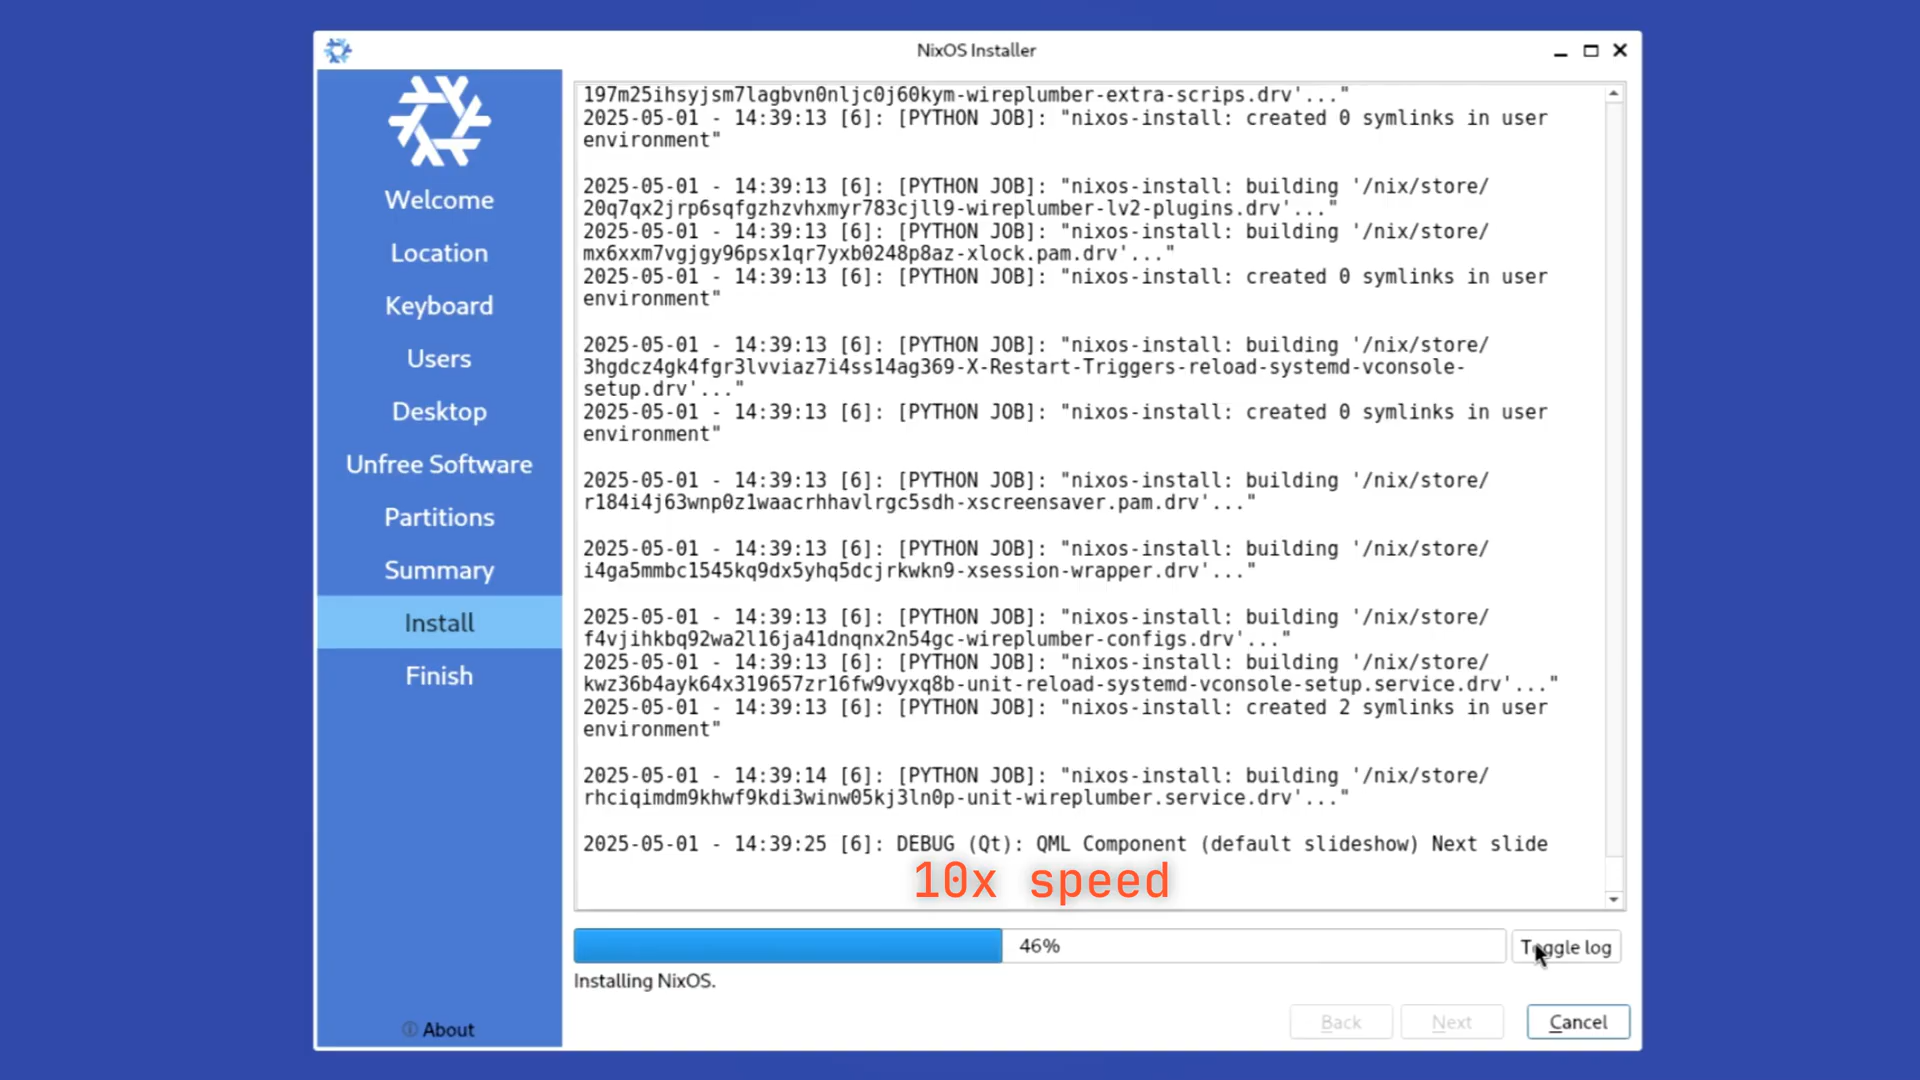 NixOS Installer
Welcome
Location
Keyboard
Users
Desktop
Unfree Software
Partitions
Summary
Install
Finish
About
197m25ihsyjsm7lagbvn0nljc0j60kym-wireplumber-extra-scrips.drv'..."
2025-05-01 - 14:39:13 [6]: [PYTHON JOB]: "nixos-install: created 0 symlinks in user
environment"
2025-05-01 - 14:39:13 [6]: [PYTHON JOB]: "nixos-install: building '/nix/store/
20q7qx2jrp6sqfgzhzvhxmyr783cjll9-wireplumber-lv2-plugins.drv'..."
2025-05-01 - 14:39:13 [6]: [PYTHON JOB]: "nixos-install: building '/nix/store/
mx6xxm7vgjgy96psx1qr7yxb0248p8az-xlock.pam.drv'..."
2025-05-01 - 14:39:13 [6]: [PYTHON JOB]: "nixos-install: created 0 symlinks in user
environment"
2025-05-01 - 14:39:13 [6]: [PYTHON JOB]: "nixos-install: building '/nix/store/
3hgdcz4gk4fgr3lvviaz7i4ss14ag369-X-Restart-Triggers-reload-systemd-vconsole-
setup.drv'..."
2025-05-01 - 14:39:13 [6]: [PYTHON JOB]: "nixos-install: created 0 symlinks in user
environment"
2025-05-01 - 14:39:13 [6]: [PYTHON JOB]: "nixos-install: building '/nix/store/
r184i4j63wnp0z1waacrhhavlrgc5sdh-xscreensaver.pam.drv'..."
2025-05-01 - 14:39:13 [6]: [PYTHON JOB]: "nixos-install: building '/nix/store/
i4ga5mmbc1545kq9dx5yhq5dcjrkwkn9-xsession-wrapper.drv'..."
2025-05-01 - 14:39:13 [6]: [PYTHON JOB]: "nixos-install: building '/nix/store/
f4vjihkbq92wa2l16ja41dnqnx2n54gc-wireplumber-configs.drv'..."
2025-05-01 - 14:39:13 [6]: [PYTHON JOB]: "nixos-install: building '/nix/store/
kwz36b4ayk64x319657zr16fw9vyxq8b-unit-reload-systemd-vconsole-setup.service.drv'..."
2025-05-01 - 14:39:13 [6]: [PYTHON JOB]: "nixos-install: created 2 symlinks in user
environment"
2025-05-01 - 14:39:14 [6]: [PYTHON JOB]: "nixos-install: building '/nix/store/
rhciqimdm9khwf9kdi3winw05kj3ln0p-unit-wireplumber.service.drv'..."
2025-05-01 - 14:39:25 [6]: DEBUG (Qt): QML Component (default slideshow) Next slide
10x speed
46%
Toggle log
Installing NixOS.
Back
Next
Cancel